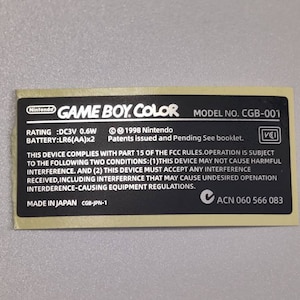 Nintendo GAME BOY COLOR MODEL NO. CGB-001
RATING :DC3V 0.6W © Ⓜ 1998 Nintendo
BATTERY:LR6(AA)x2 Patents issued and Pending See booklet.
THIS DEVICE COMPLIES WITH PART 15 OF THE FCC RULES.OPERATION IS SUBJECT
TO THE FOLLOWING TWO CONDITIONS:(1)THIS DEVICE MAY NOT CAUSE HARMFUL
INTERFERENCE. AND (2) THIS DEVICE MUST ACCEPT ANY INTERFERENCE
RECEIVED,INCLUDING INTERFERRNCE THAT MAY CAUSE UNDESIRED OPERATION
INTERDERENCE-CAUSING EQUIPMENT REGULATIONS.
MADE IN JAPAN CGB-JPN-1 ACN 060 566 083